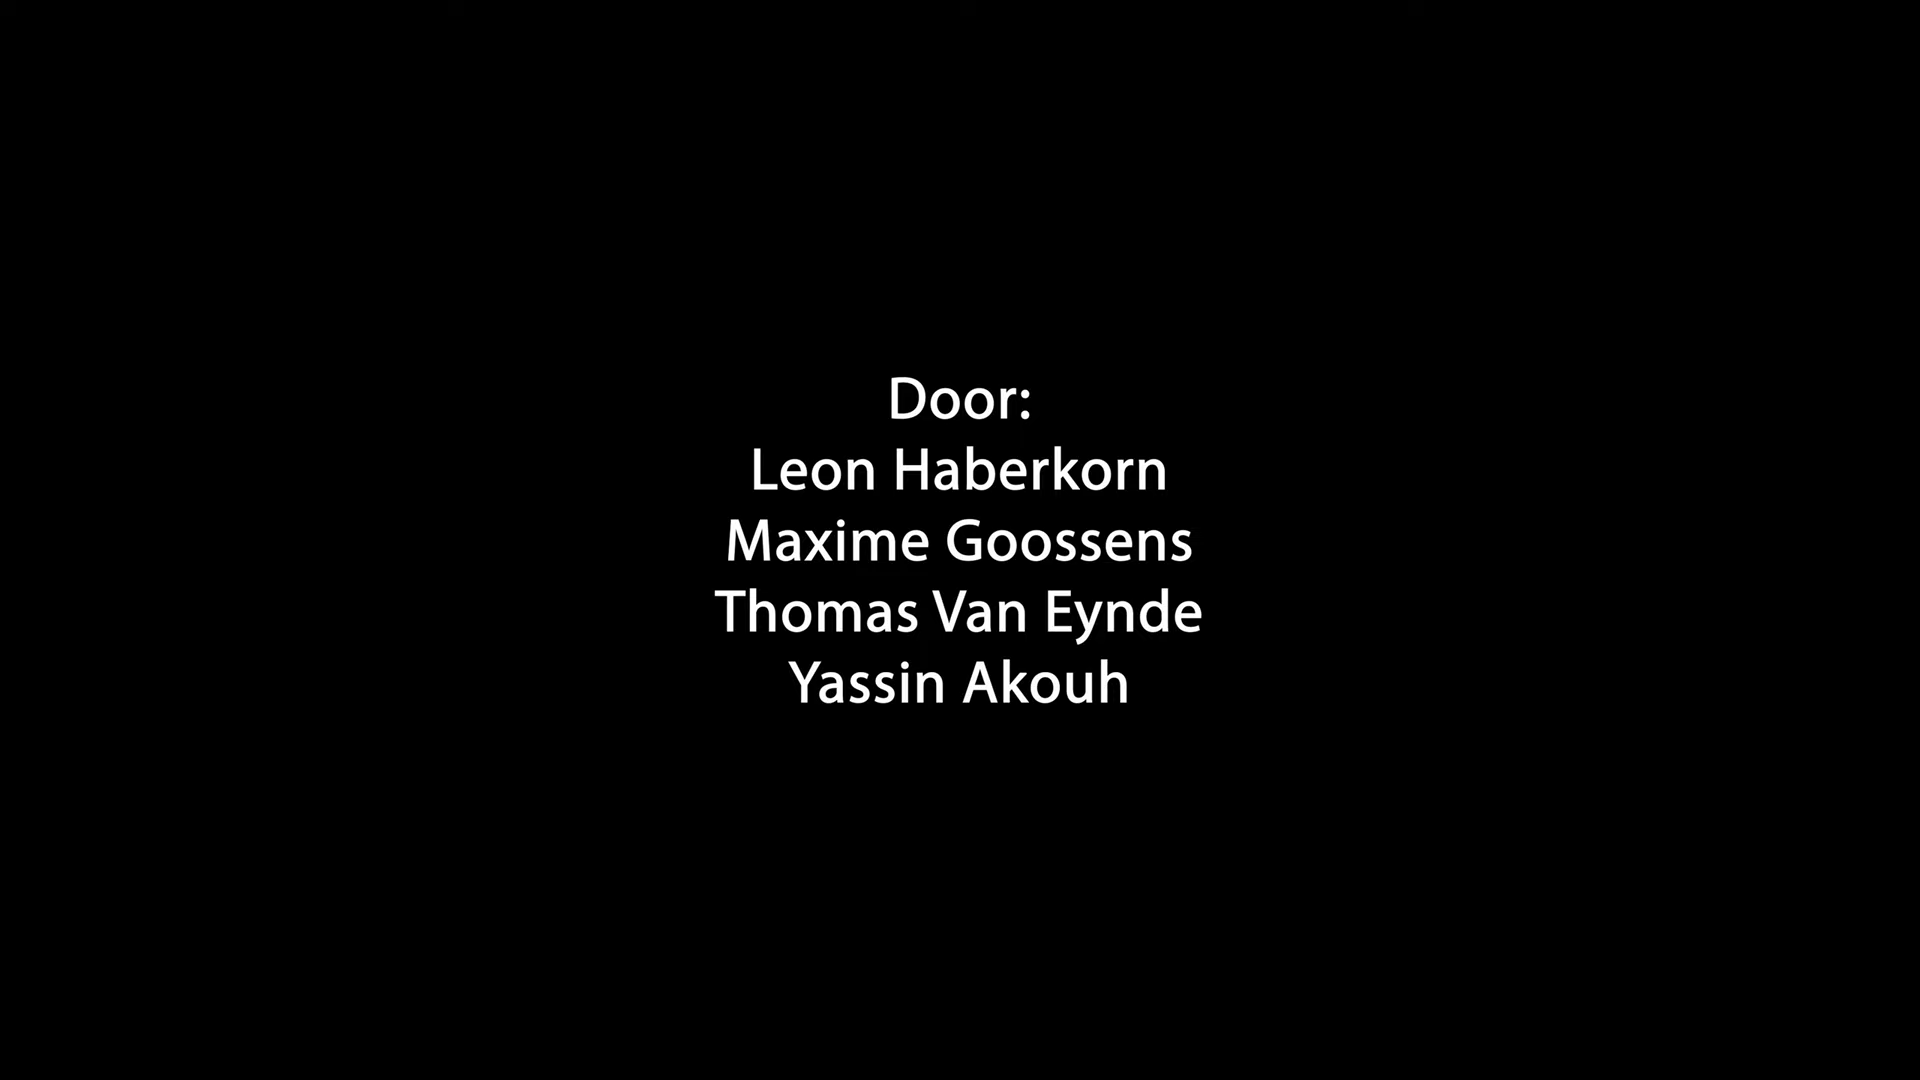 Door:
Leon Haberkorn
Maxime Goossens
Thomas Van Eynde
Yassin Akouh